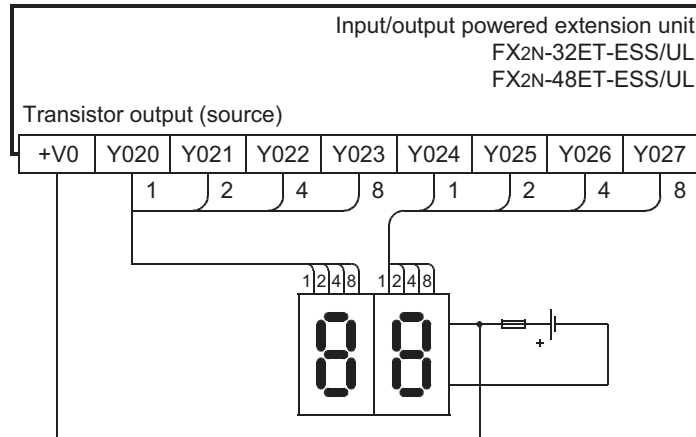 Input/output powered extension unit
FX2N-32ET-ESS/UL
FX2N-48ET-ESS/UL
Transistor output (source)
+V0 Y020 Y021 Y022 Y023 Y024 Y025 Y026 Y027
1 2 4 8 1 2 4 8
1 2 4 8 1 2 4 8
8 8
+